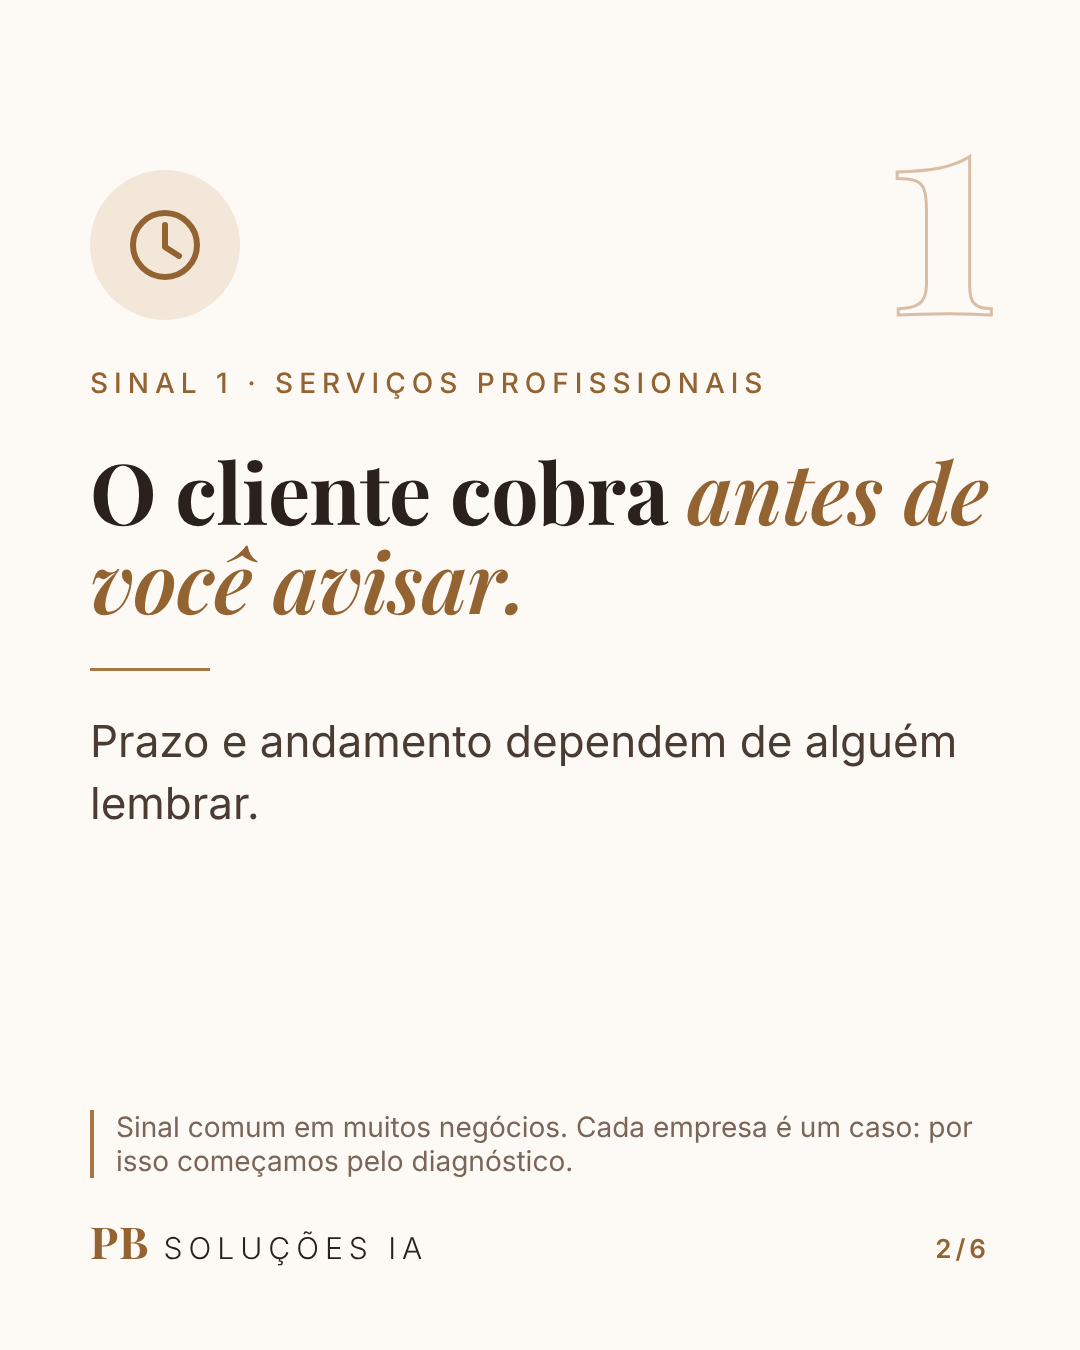 1
SINAL 1 · SERVIÇOS PROFISSIONAIS
O cliente cobra antes de
você avisar.
Prazo e andamento dependem de alguém
lembrar.
Sinal comum em muitos negócios. Cada empresa é um caso: por
isso começamos pelo diagnóstico.
PB SOLUÇÕES IA
2/6